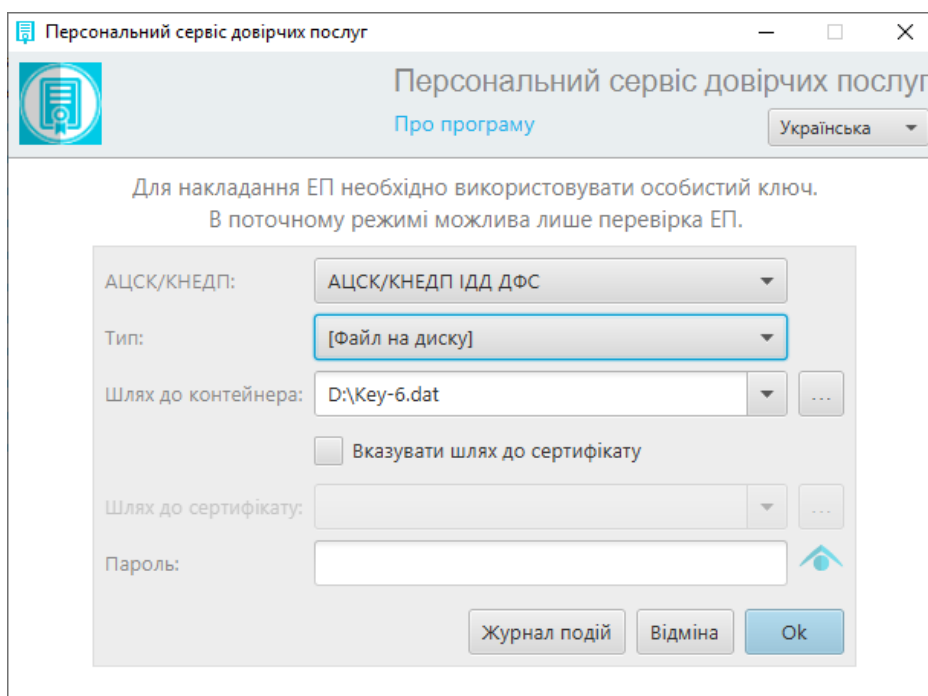 Персональний сервіс довірчих послуг
Персональний сервіс довірчих послуг
Про програму
Українська
Для накладання ЕП необхідно використовувати особистий ключ.
В поточному режимі можлива лише перевірка ЕП.
АЦСК/КНЕДП: АЦСК/КНЕДП ІДД ДФС
Тип: [Файл на диску]
Шлях до контейнера: D:\Key-6.dat ...
Вказувати шлях до сертифікату
Шлях до сертифікату: ...
Пароль:
Журнал подій Відміна Ok